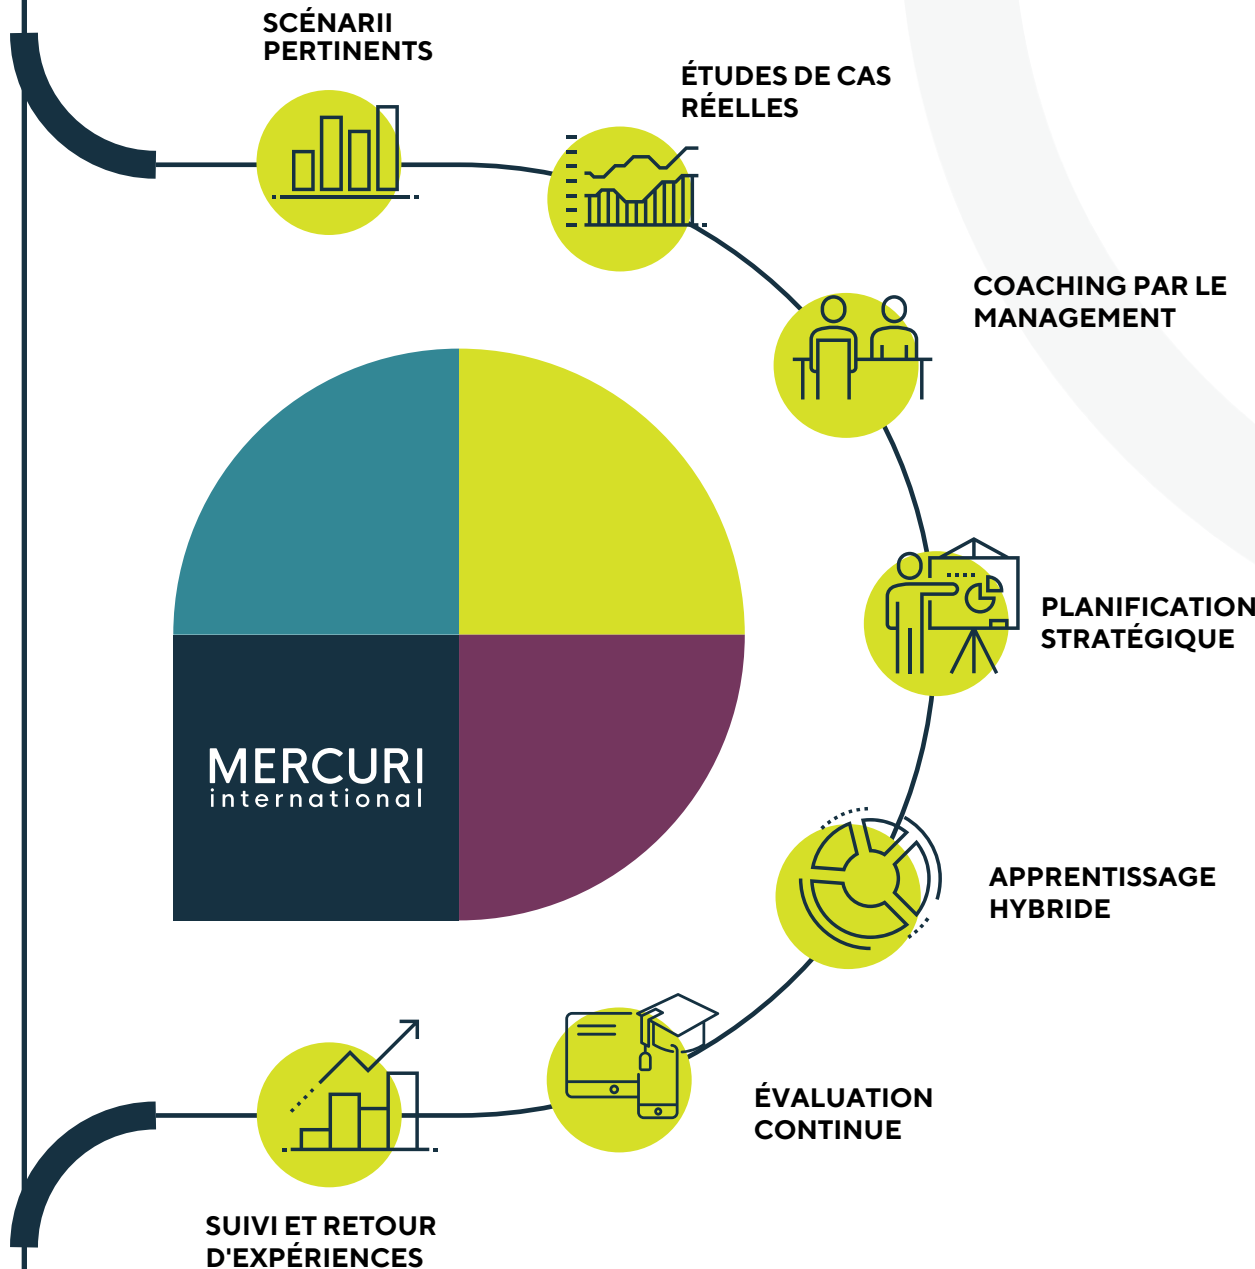 SCÉNARII
PERTINENTS
ÉTUDES DE CAS
RÉELLES
COACHING PAR LE
MANAGEMENT
PLANIFICATION
STRATÉGIQUE
MERCURI
international
APPRENTISSAGE
HYBRIDE
ÉVALUATION
CONTINUE
SUIVI ET RETOUR
D'EXPÉRIENCES